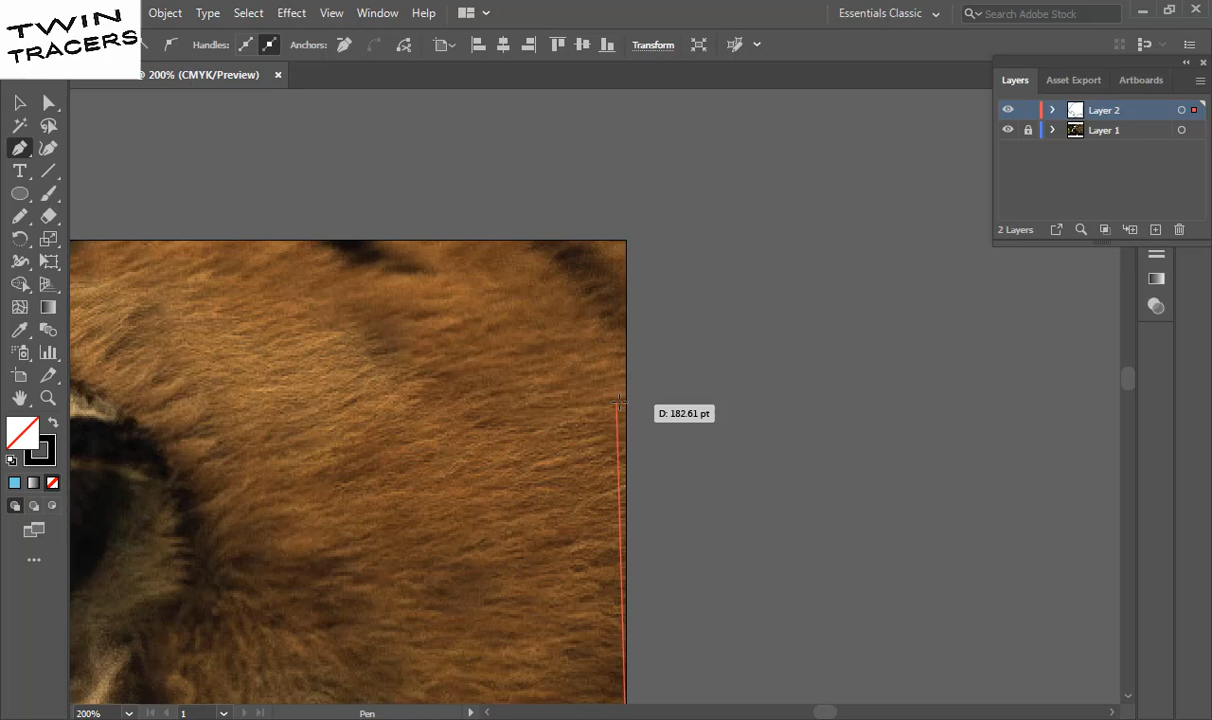 TWIN
TRACERS
Object Type Select Effect View Window Help
Essentials Classic
Search Adobe Stock
Handles:
Anchors:
Transform
@ 200% (CMYK/Preview)
Layers Asset Export Artboards
Layer 2
Layer 1
2 Layers
D: 182.61 pt
200%
1
Pen